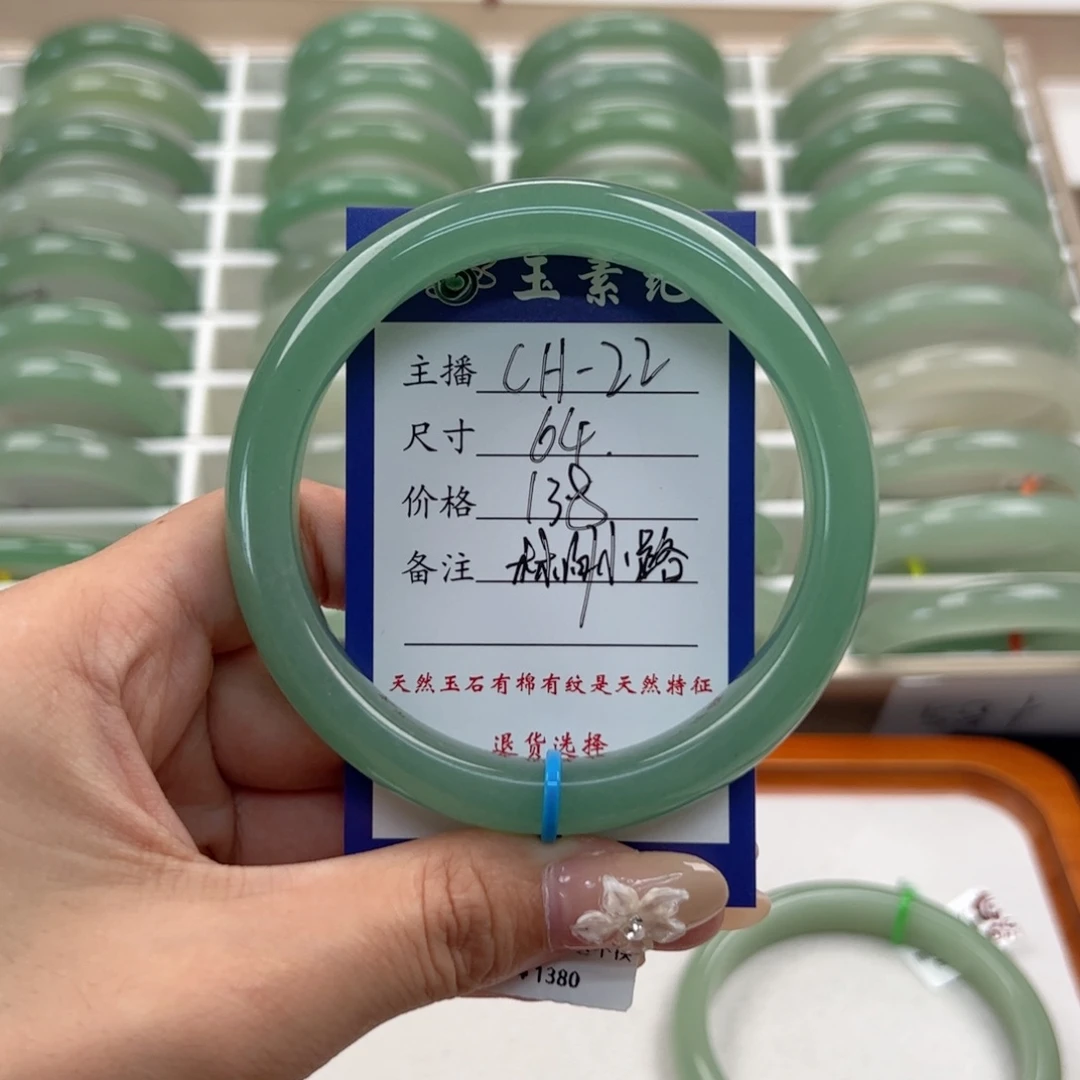 玉素纪
主播 CH-22
尺寸 64.
价格 138
备注 林小路
天然玉石有棉有纹是天然特征
退货选择
¥1380